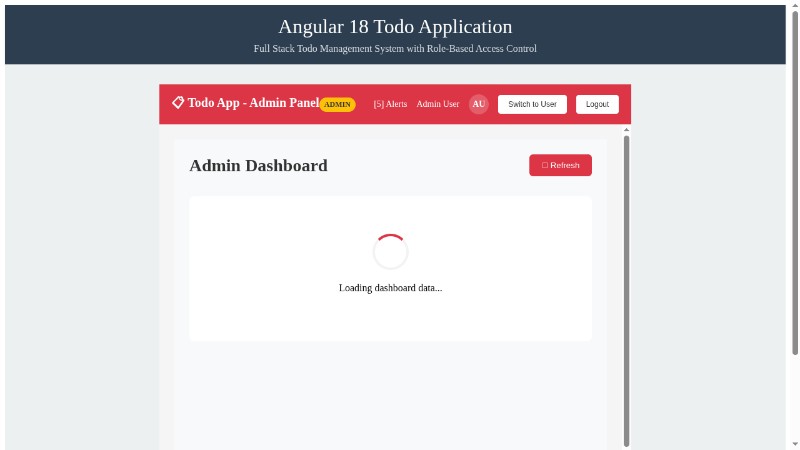 Angular 18 Todo Application
Full Stack Todo Management System with Role-Based Access Control
Todo App - Admin Panel ADMIN [5] Alerts Admin User AU Switch to User Logout
Admin Dashboard
Refresh
Loading dashboard data...